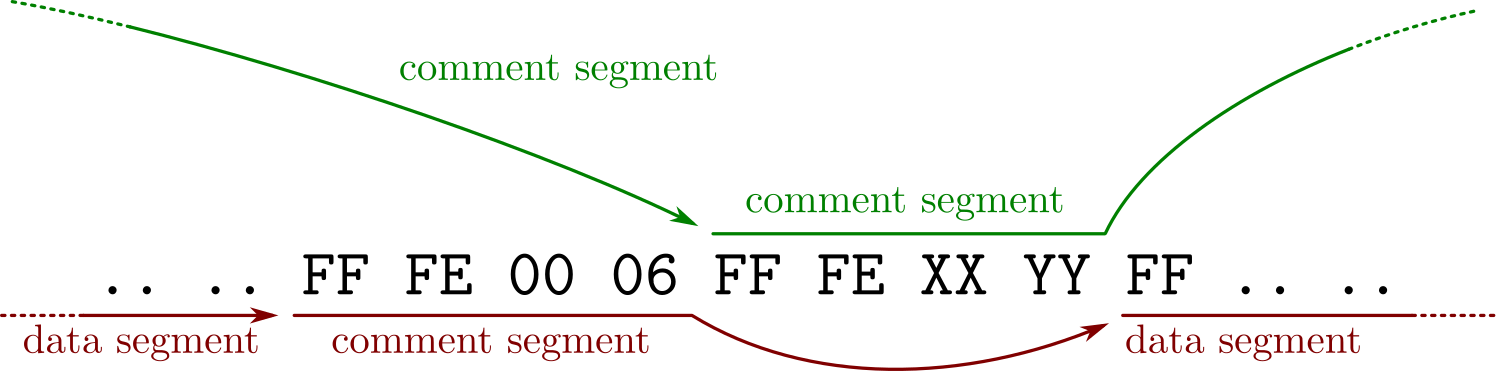 comment segment
comment segment
.. .. FF FE 00 06 FF FE XX YY FF .. ..
data segment comment segment data segment